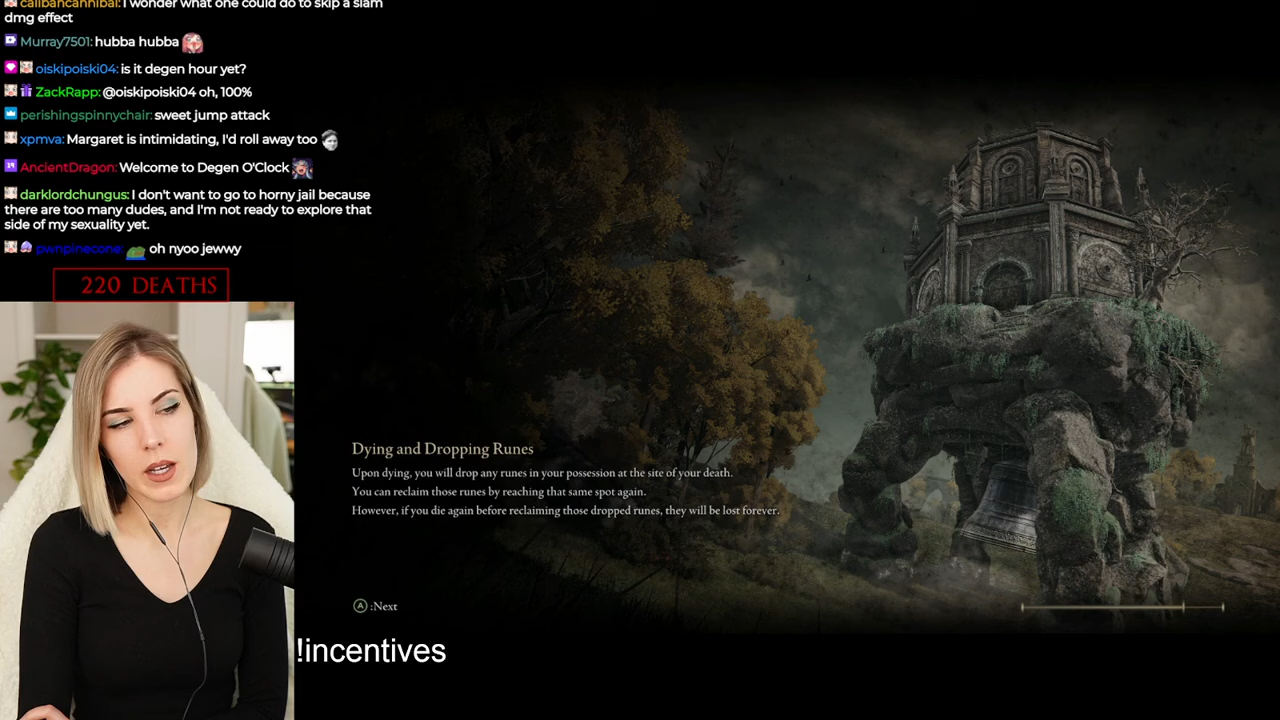 calibancannibal: I wonder what one could do to skip a slam
dmg effect
Murray7501: hubba hubba
oiskipoiski04: is it degen hour yet?
ZackRapp: @oiskipoiski04 oh, 100%
perishingspinnychair: sweet jump attack
xpmva: Margaret is intimidating, I'd roll away too
AncientDragon: Welcome to Degen O'Clock
darklordchungus: I don't want to go to horny jail because
there are too many dudes, and I'm not ready to explore that
side of my sexuality yet.
pwnpinecone: oh nyoo jewwy
220 DEATHS
Dying and Dropping Runes
Upon dying, you will drop any runes in your possession at the site of your death.
You can reclaim those runes by reaching that same spot again.
However, if you die again before reclaiming those dropped runes, they will be lost forever.
A :Next
!incentives